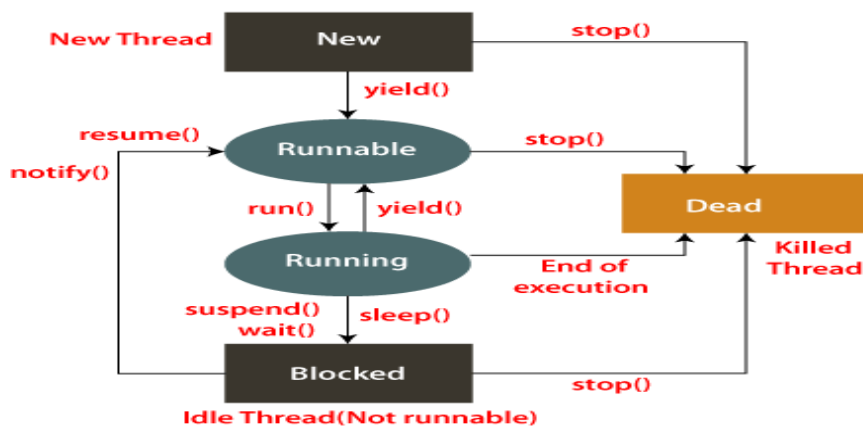 New Thread
New
stop()
yield()
resume()
Runnable
stop()
notify()
run()
yield()
Dead
Running
End of
execution
Killed
Thread
suspend()
wait()
sleep()
Blocked
stop()
Idle Thread(Not runnable)